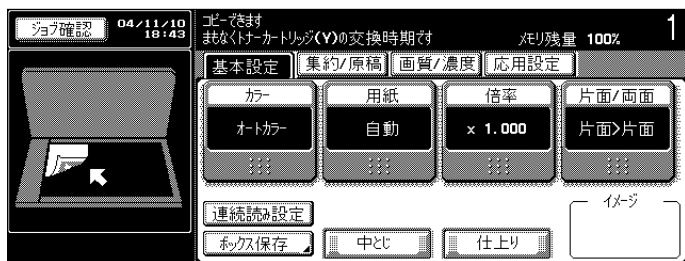 ジョブ確認
04/11/10
18:43
コピーできます
まもなくトナーカートリッジ(Y)の交換時期です
メモリ残量 100%
1
基本設定 集約/原稿 画質/濃度 応用設定
カラー 用紙 倍率 片面/両面
オートカラー 自動 × 1.000 片面>片面
連続読み設定
イメージ
ボックス保存 中とじ 仕上り